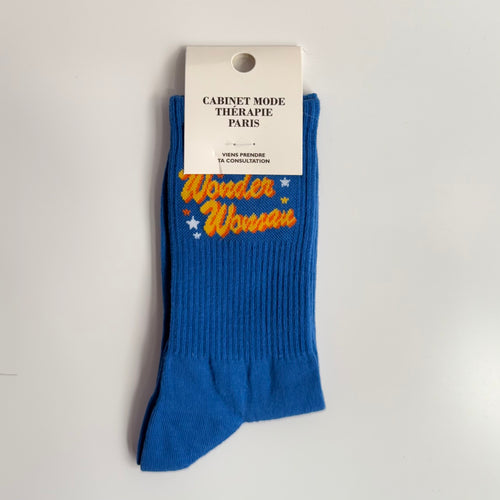 CABINET MODE
THÉRAPIE
PARIS
VIENS PRENDRE
TA CONSULTATION
Wonder
Woman